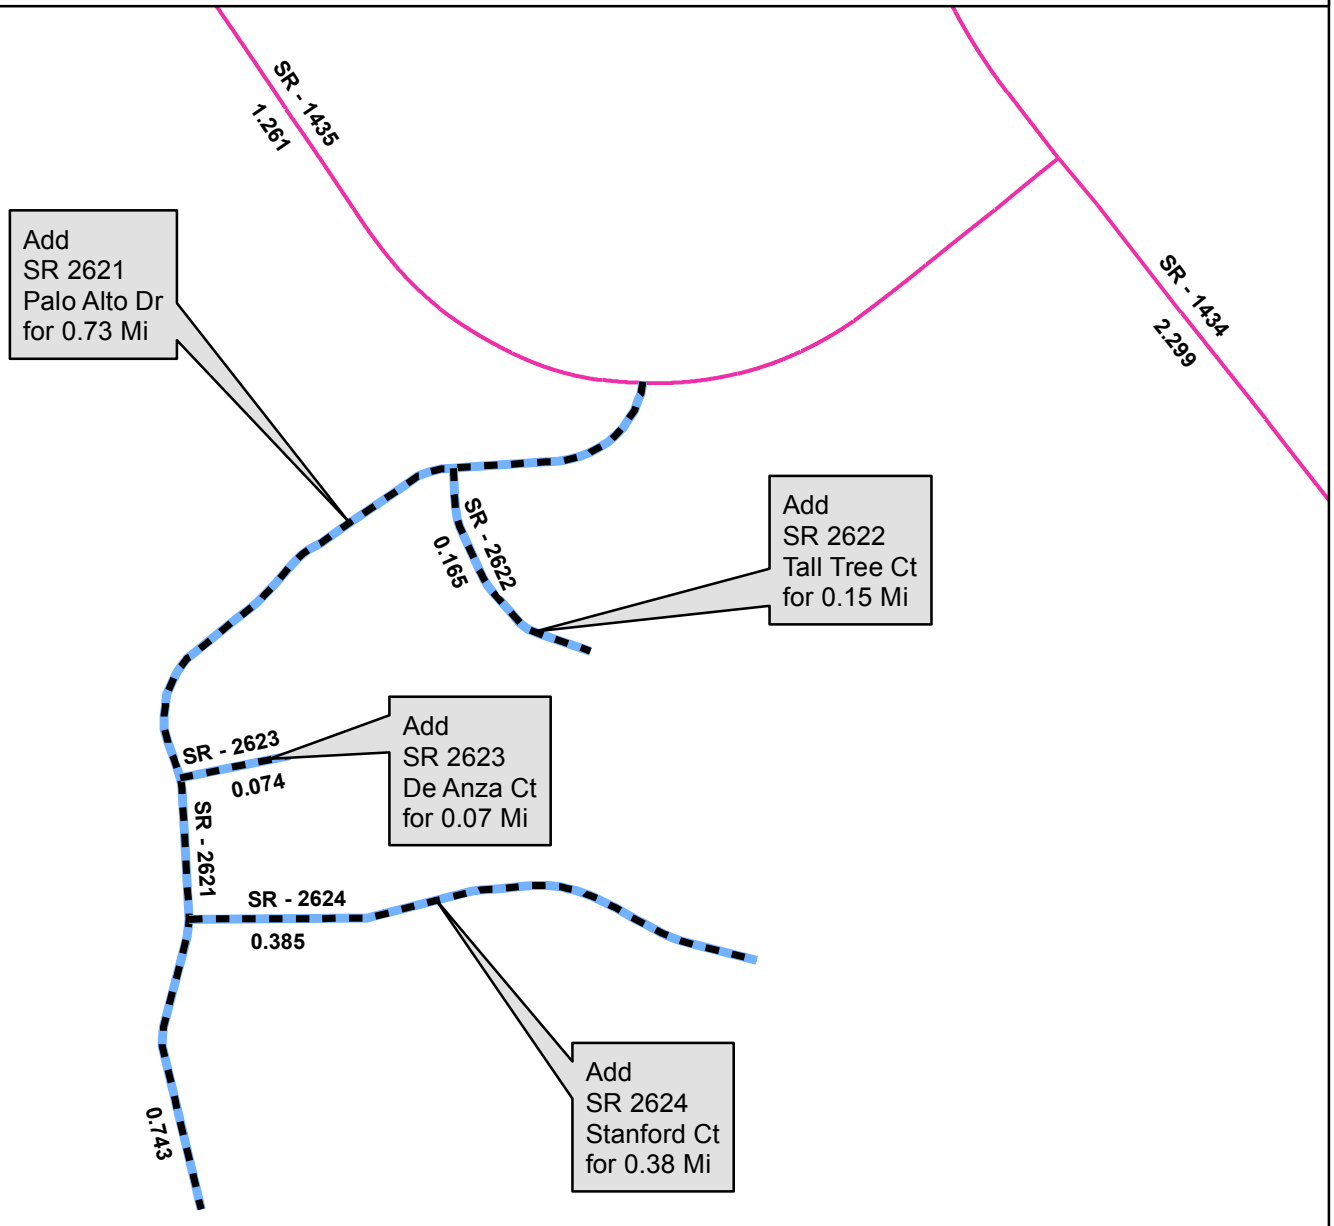 SR - 1435
1.261
SR - 1434
2.299
Add
SR 2621
Palo Alto Dr
for 0.73 Mi
SR - 2622
0.165
Add
SR 2622
Tall Tree Ct
for 0.15 Mi
SR - 2623
0.074
Add
SR 2623
De Anza Ct
for 0.07 Mi
SR - 2621
SR - 2624
0.385
0.743
Add
SR 2624
Stanford Ct
for 0.38 Mi